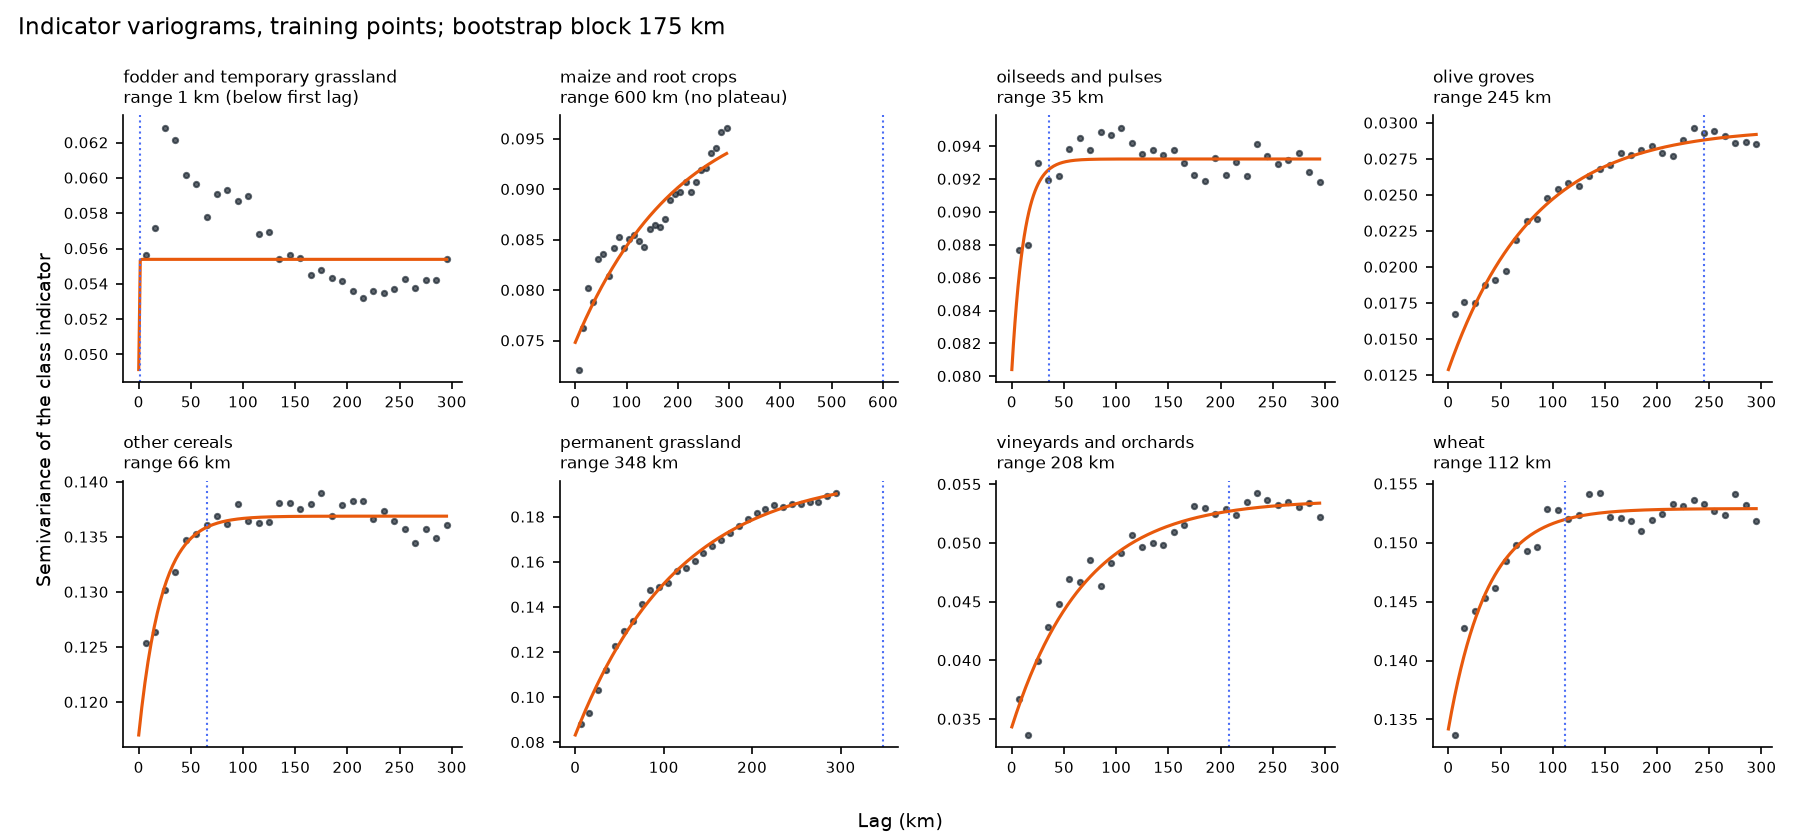 Indicator variograms, training points; bootstrap block 175 km
fodder and temporary grassland
range 1 km (below first lag)
0.062
0.060
0.058
0.056
0.054
0.052
0.050
0 50 100 150 200 250 300
maize and root crops
range 600 km (no plateau)
0.095
0.090
0.085
0.080
0.075
0 100 200 300 400 500 600
oilseeds and pulses
range 35 km
0.094
0.092
0.090
0.088
0.086
0.084
0.082
0.080
0 50 100 150 200 250 300
olive groves
range 245 km
0.0300
0.0275
0.0250
0.0225
0.0200
0.0175
0.0150
0.0125
0 50 100 150 200 250 300
Semivariance of the class indicator
other cereals
range 66 km
0.140
0.135
0.130
0.125
0.120
0 50 100 150 200 250 300
permanent grassland
range 348 km
0.18
0.16
0.14
0.12
0.10
0.08
0 100 200 300
vineyards and orchards
range 208 km
0.055
0.050
0.045
0.040
0.035
0 50 100 150 200 250 300
wheat
range 112 km
0.155
0.150
0.145
0.140
0.135
0 50 100 150 200 250 300
Lag (km)